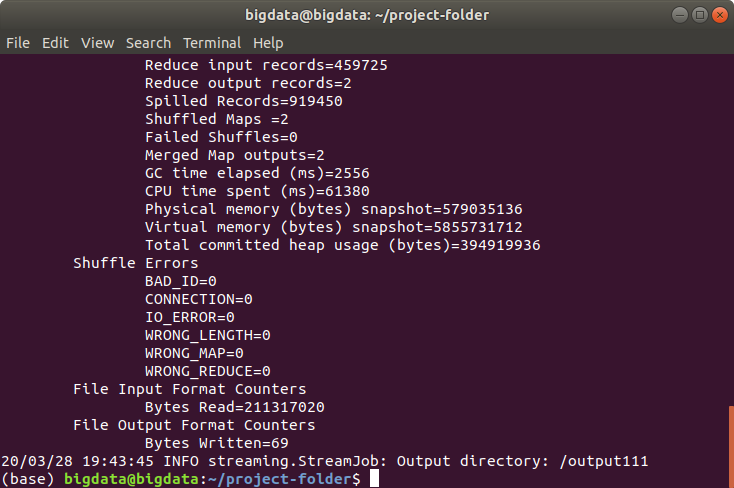 bigdata@bigdata: ~/project-folder
File Edit View Search Terminal Help
Reduce input records=459725
Reduce output records=2
Spilled Records=919450
Shuffled Maps =2
Failed Shuffles=0
Merged Map outputs=2
GC time elapsed (ms)=2556
CPU time spent (ms)=61380
Physical memory (bytes) snapshot=579035136
Virtual memory (bytes) snapshot=5855731712
Total committed heap usage (bytes)=394919936
Shuffle Errors
BAD_ID=0
CONNECTION=0
IO_ERROR=0
WRONG_LENGTH=0
WRONG_MAP=0
WRONG_REDUCE=0
File Input Format Counters
Bytes Read=211317020
File Output Format Counters
Bytes Written=69
20/03/28 19:43:45 INFO streaming.StreamJob: Output directory: /output111
(base) bigdata@bigdata:~/project-folder$